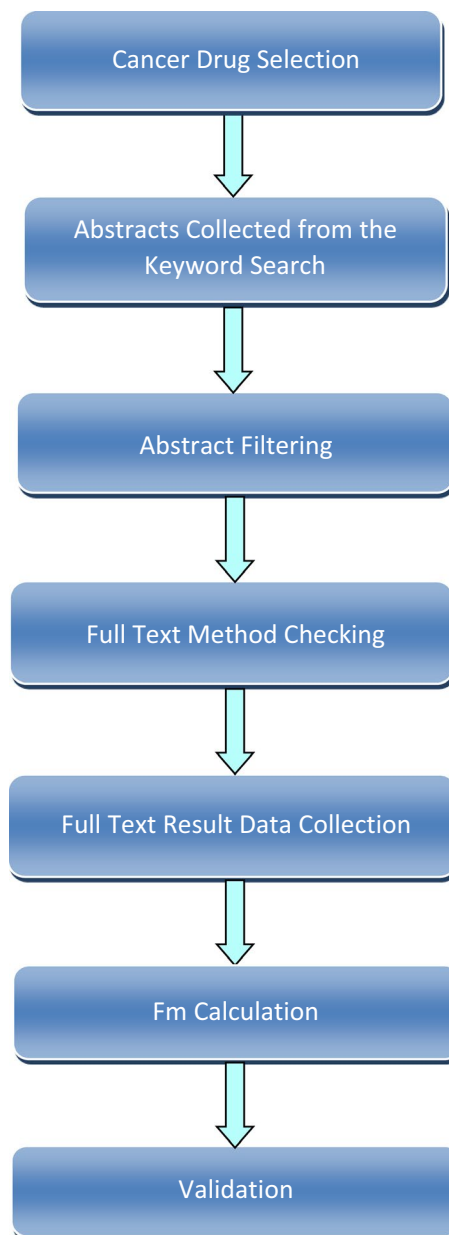 Cancer Drug Selection
Abstracts Collected from the
Keyword Search
Abstract Filtering
Full Text Method Checking
Full Text Result Data Collection
Fm Calculation
Validation